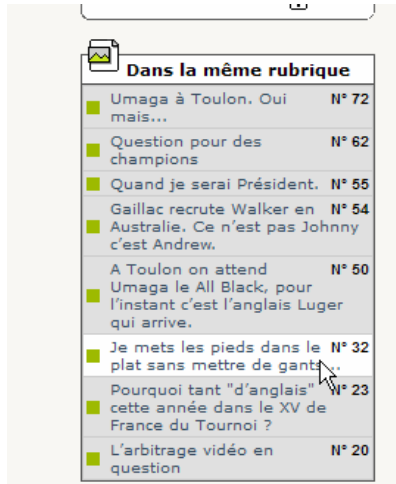 Dans la même rubrique
Umaga à Toulon. Oui N° 72
mais...
Question pour des N° 62
champions
Quand je serai Président. N° 55
Gaillac recrute Walker en N° 54
Australie. Ce n'est pas Johnny
c'est Andrew.
A Toulon on attend N° 50
Umaga le All Black, pour
l'instant c'est l'anglais Luger
qui arrive.
Je mets les pieds dans le N° 32
plat sans mettre de gants...
Pourquoi tant "d'anglais" N° 23
cette année dans le XV de
France du Tournoi ?
L'arbitrage vidéo en N° 20
question